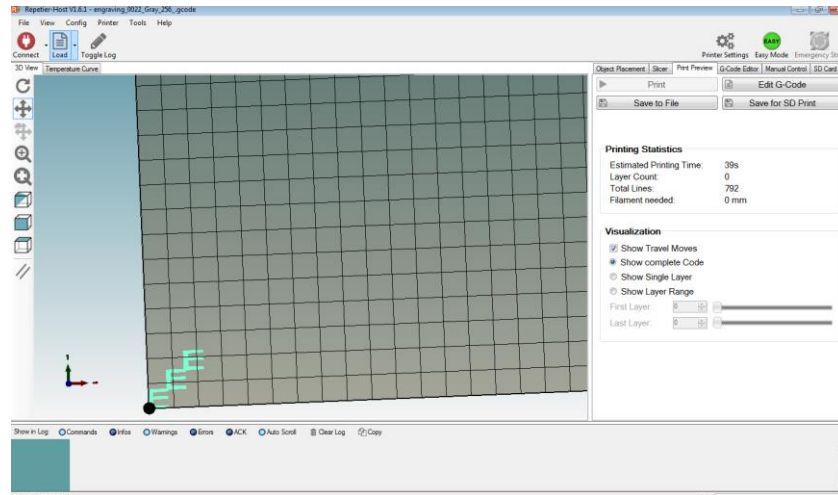 Repetier-Host V1.6.1 - engraving_0022_Gray_256_.gcode
File View Config Printer Tools Help
Connect Load Toggle Log Printer Settings Easy Mode Emergency St
EASY
3D View Temperature Curve
Object Placement Slicer Print Preview G-Code Editor Manual Control SD Card
Print Edit G-Code
Save to File Save for SD Print
Printing Statistics
Estimated Printing Time: 39s
Layer Count: 0
Total Lines: 792
Filament needed: 0 mm
Visualization
Show Travel Moves
Show complete Code
Show Single Layer
Show Layer Range
First Layer: 0
Last Layer: 0
EEE
Show in Log: Commands Infos Warnings Errors ACK Auto Scroll Clear Log Copy